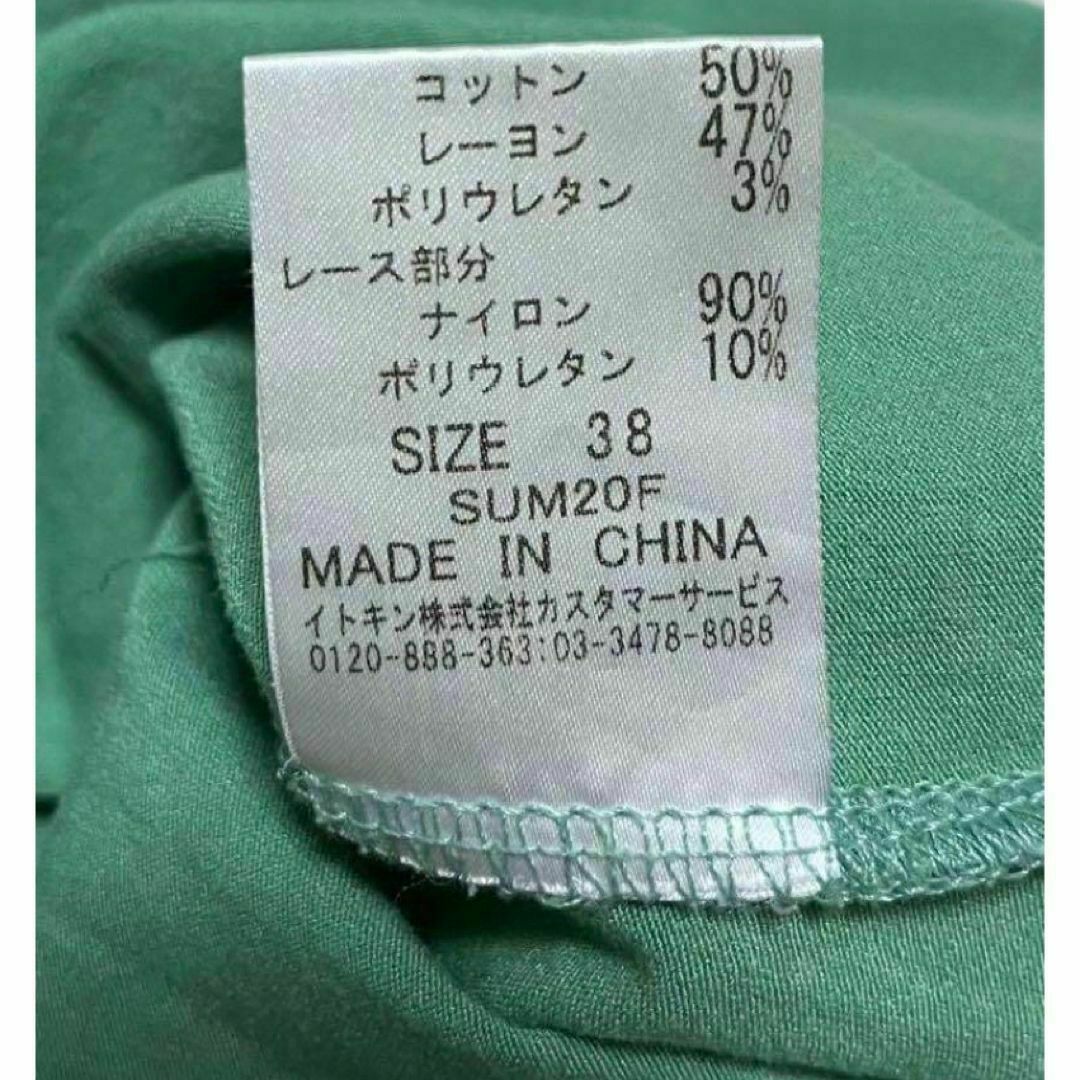 コットン 50%
レーヨン 47%
ポリウレタン 3%
レース部分
ナイロン 90%
ポリウレタン 10%
SIZE 38
SUM20F
MADE IN CHINA
イトキン株式会社カスタマーサービス
0120-888-363:03-3478-8088